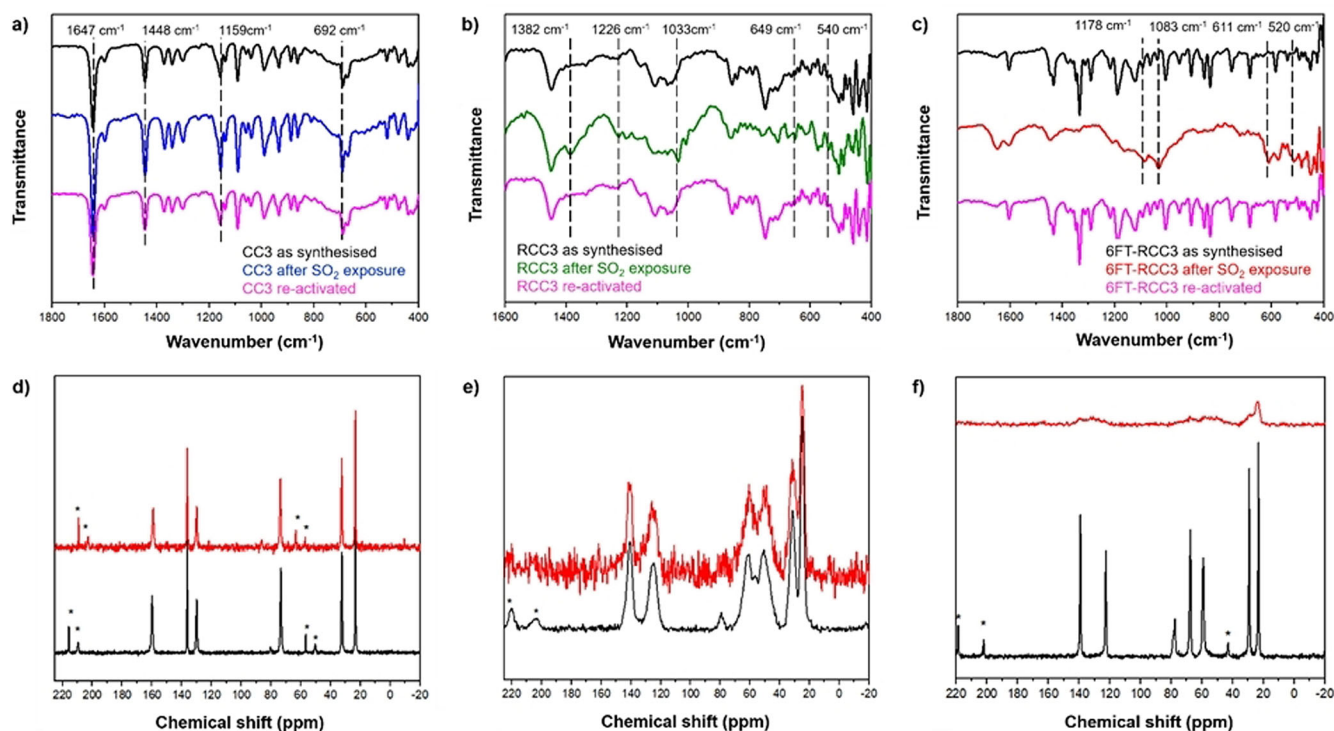 a)
1647 cm⁻¹ 1448 cm⁻¹ 1159cm⁻¹ 692 cm⁻¹
Transmittance
CC3 as synthesised
CC3 after SO₂ exposure
CC3 re-activated
1800 1600 1400 1200 1000 800 600 400
Wavenumber (cm⁻¹)
b)
1382 cm⁻¹ 1226 cm⁻¹ 1033cm⁻¹ 649 cm⁻¹ 540 cm⁻¹
Transmittance
RCC3 as synthesised
RCC3 after SO₂ exposure
RCC3 re-activated
1600 1400 1200 1000 800 600 400
Wavenumber (cm⁻¹)
c)
1178 cm⁻¹ 1083 cm⁻¹ 611 cm⁻¹ 520 cm⁻¹
Transmittance
6FT-RCC3 as synthesised
6FT-RCC3 after SO₂ exposure
6FT-RCC3 re-activated
1800 1600 1400 1200 1000 800 600 400
Wavenumber (cm⁻¹)
d)
* * * *
* * * *
220 200 180 160 140 120 100 80 60 40 20 0 -20
Chemical shift (ppm)
e)
* *
220 200 180 160 140 120 100 80 60 40 20 0 -20
Chemical shift (ppm)
f)
* * *
220 200 180 160 140 120 100 80 60 40 20 0 -20
Chemical shift (ppm)